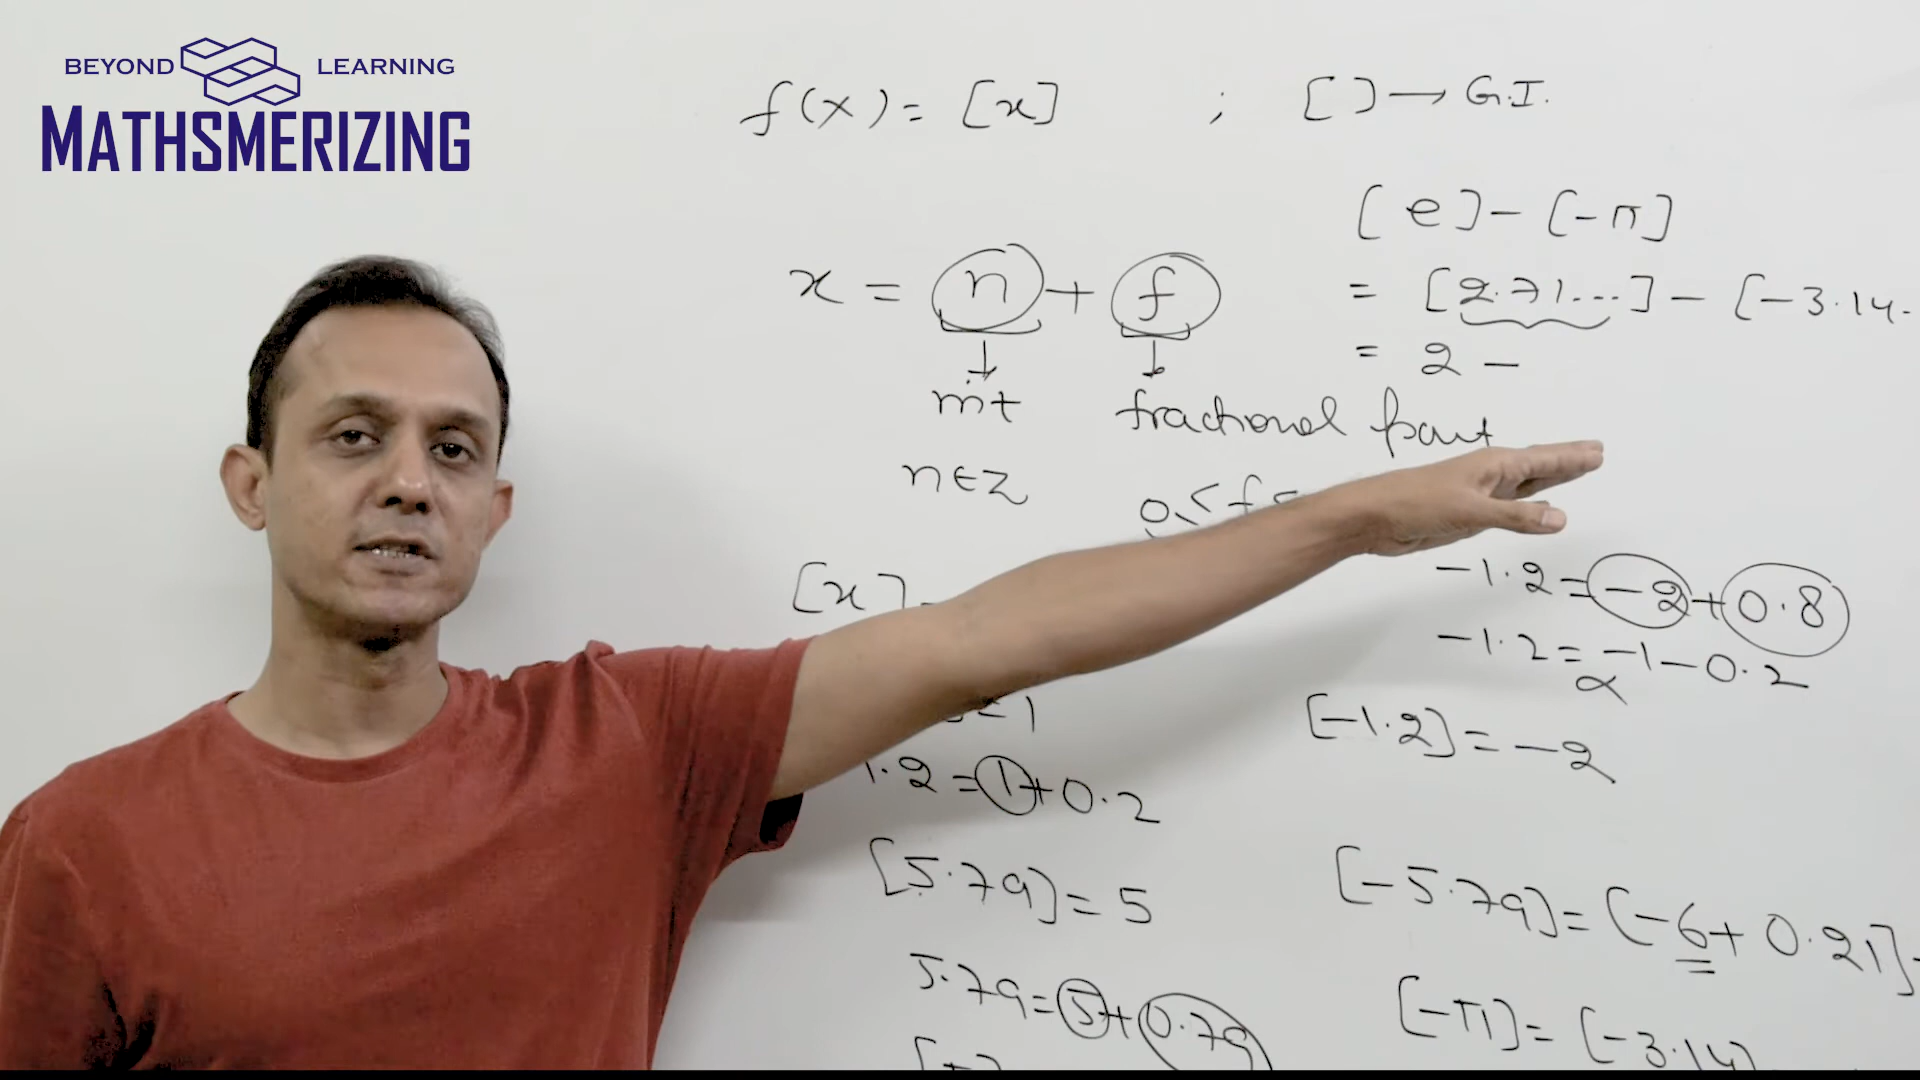 BEYOND LEARNING
MATHSMERIZING
f(x) = [x] ; [ ] → G.I.
[e] - [-π]
x = n + f
= [2.71...] - [-3.14.
= 2 -
int fractional part
n∈Z 0≤f<
-1.2 = -2 + 0.8
[x]
-1.2 = -1 - 0.2
[-1.2] = -2
1.2 = 1 + 0.2
[5.79] = 5
[-5.79] = [-6 + 0.21]
5.79 = 5 + 0.79
[-π] = [-3.14]